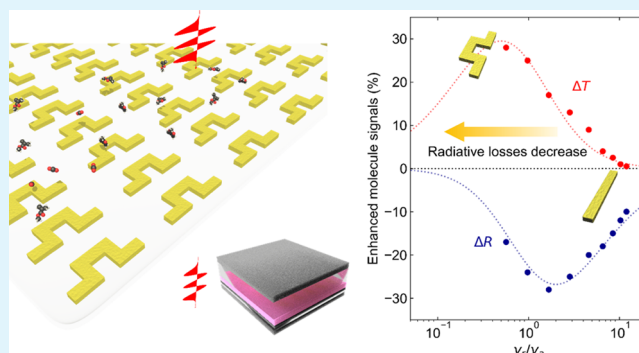 30
20
10
0
−10
−20
−30
Enhanced molecule signals (%)
ΔT
Radiative losses decrease
ΔR
10⁻¹
10⁰
10¹